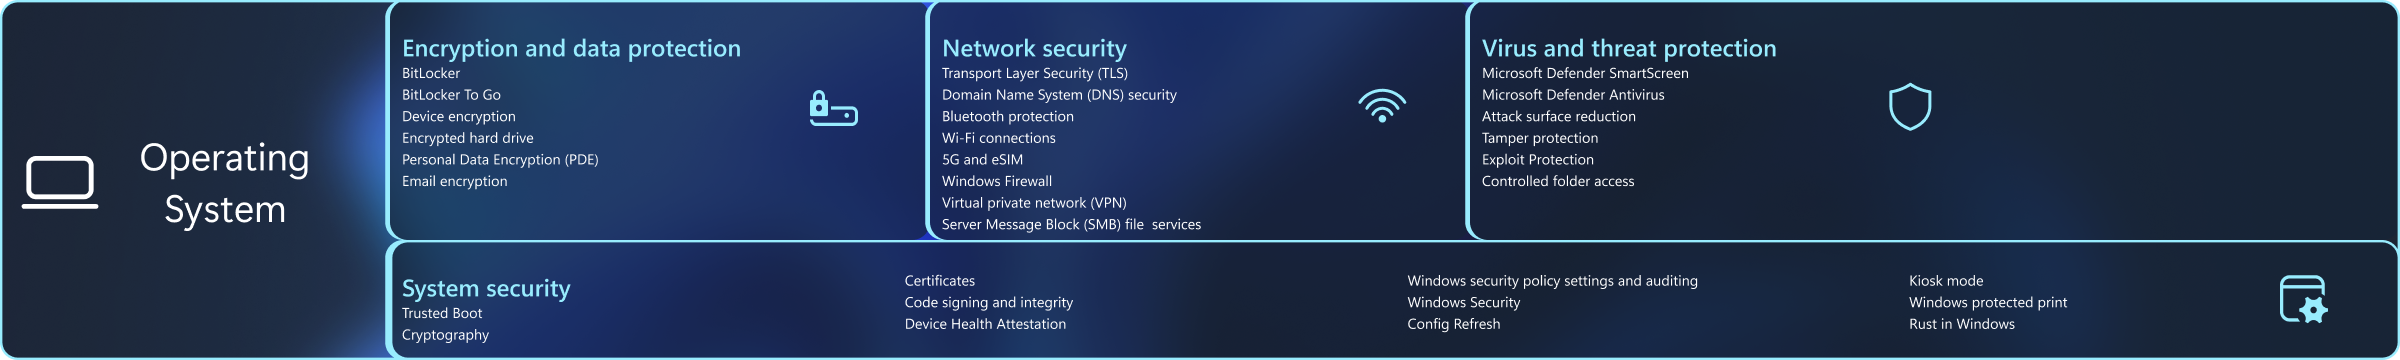 Operating
System
Encryption and data protection
BitLocker
BitLocker To Go
Device encryption
Encrypted hard drive
Personal Data Encryption (PDE)
Email encryption
Network security
Transport Layer Security (TLS)
Domain Name System (DNS) security
Bluetooth protection
Wi-Fi connections
5G and eSIM
Windows Firewall
Virtual private network (VPN)
Server Message Block (SMB) file  services
Virus and threat protection
Microsoft Defender SmartScreen
Microsoft Defender Antivirus
Attack surface reduction
Tamper protection
Exploit Protection
Controlled folder access
System security
Trusted Boot
Cryptography
Certificates
Code signing and integrity
Device Health Attestation
Windows security policy settings and auditing
Windows Security
Config Refresh
Kiosk mode
Windows protected print
Rust in Windows